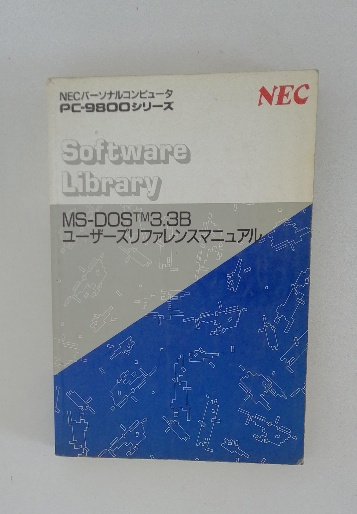 NECパーソナルコンピュータ
PC-9800シリーズ
NEC
Software
Library
MS-DOS™3.3B
ユーザーズリファレンスマニュアル